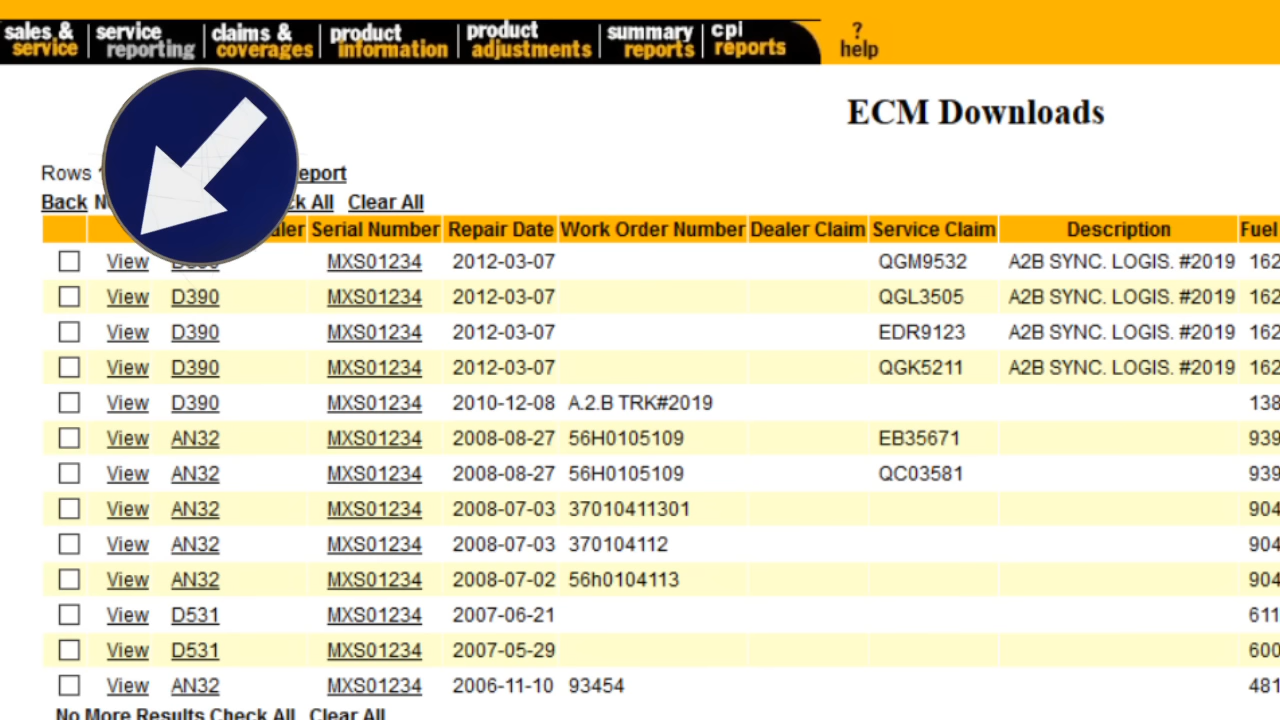 sales & service | service reporting | claims & coverages | product information | product adjustments | summary reports | cpi reports ? help
ECM Downloads
Rows
Back Clear All
Serial Number Repair Date Work Order Number Dealer Claim Service Claim Description Fuel
View MXS01234 2012-03-07 QGM9532 A2B SYNC. LOGIS. #2019 162
View D390 MXS01234 2012-03-07 QGL3505 A2B SYNC. LOGIS. #2019 162
View D390 MXS01234 2012-03-07 EDR9123 A2B SYNC. LOGIS. #2019 162
View D390 MXS01234 2012-03-07 QGK5211 A2B SYNC. LOGIS. #2019 162
View D390 MXS01234 2010-12-08 A.2.B TRK#2019 138
View AN32 MXS01234 2008-08-27 56H0105109 EB35671 939
View AN32 MXS01234 2008-08-27 56H0105109 QC03581 939
View AN32 MXS01234 2008-07-03 37010411301 904
View AN32 MXS01234 2008-07-03 370104112 904
View AN32 MXS01234 2008-07-02 56h0104113 904
View D531 MXS01234 2007-06-21 611
View D531 MXS01234 2007-05-29 600
View AN32 MXS01234 2006-11-10 93454 481
No More Results Check All Clear All